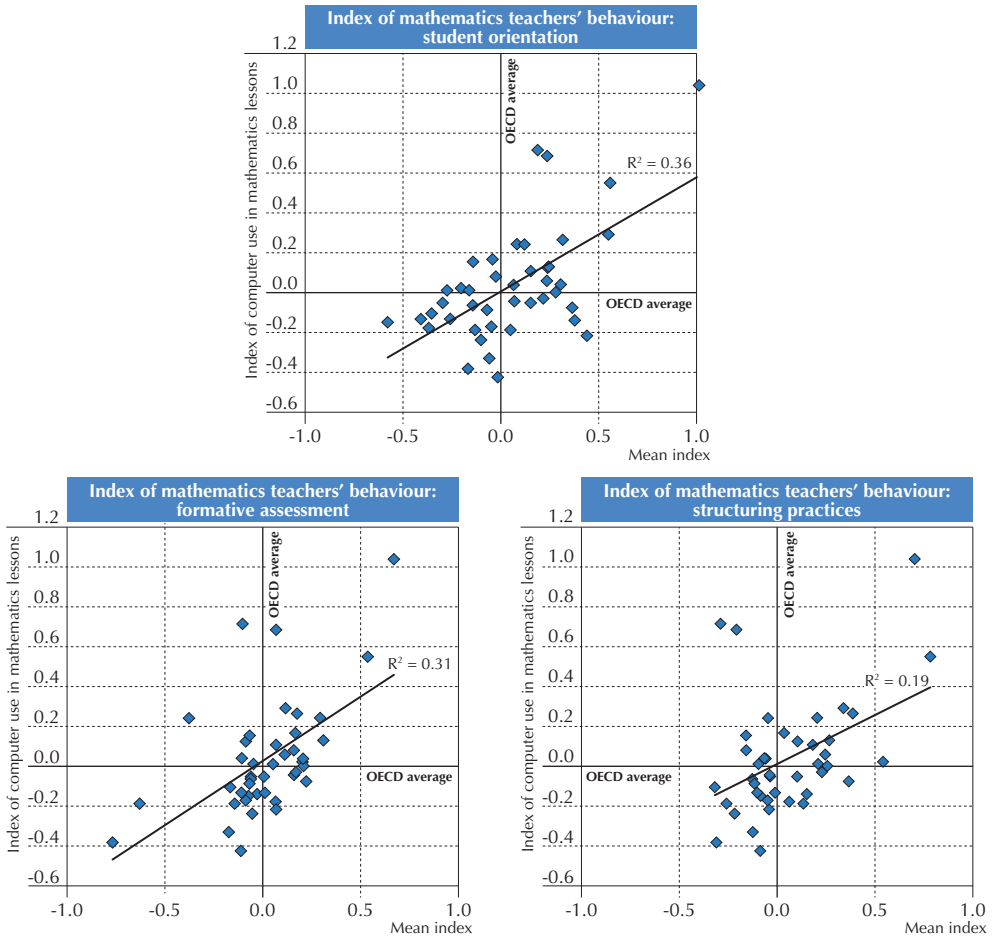 Index of mathematics teachers’ behaviour:
student orientation
Index of computer use in mathematics lessons
1.2
1.0
0.8
0.6
0.4
0.2
0.0
-0.2
-0.4
-0.6
OECD average
R² = 0.36
OECD average
-1.0 -0.5 0.0 0.5 1.0
Mean index
Index of mathematics teachers’ behaviour:
formative assessment
Index of computer use in mathematics lessons
1.2
1.0
0.8
0.6
0.4
0.2
0.0
-0.2
-0.4
-0.6
OECD average
R² = 0.31
OECD average
-1.0 -0.5 0.0 0.5 1.0
Mean index
Index of mathematics teachers’ behaviour:
structuring practices
Index of computer use in mathematics lessons
1.2
1.0
0.8
0.6
0.4
0.2
0.0
-0.2
-0.4
-0.6
OECD average
R² = 0.19
OECD average
-1.0 -0.5 0.0 0.5 1.0
Mean index